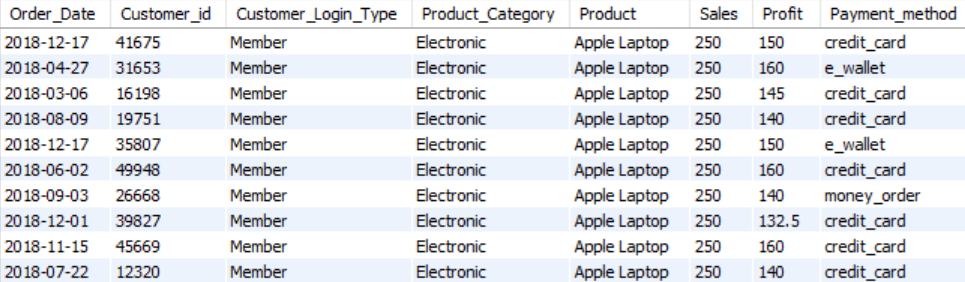 Order_Date Customer_id Customer_Login_Type Product_Category Product Sales Profit Payment_method
2018-12-17 41675 Member Electronic Apple Laptop 250 150 credit_card
2018-04-27 31653 Member Electronic Apple Laptop 250 160 e_wallet
2018-03-06 16198 Member Electronic Apple Laptop 250 145 credit_card
2018-08-09 19751 Member Electronic Apple Laptop 250 140 credit_card
2018-12-17 35807 Member Electronic Apple Laptop 250 150 e_wallet
2018-06-02 49948 Member Electronic Apple Laptop 250 160 credit_card
2018-09-03 26668 Member Electronic Apple Laptop 250 140 money_order
2018-12-01 39827 Member Electronic Apple Laptop 250 132.5 credit_card
2018-11-15 45669 Member Electronic Apple Laptop 250 160 credit_card
2018-07-22 12320 Member Electronic Apple Laptop 250 140 credit_card